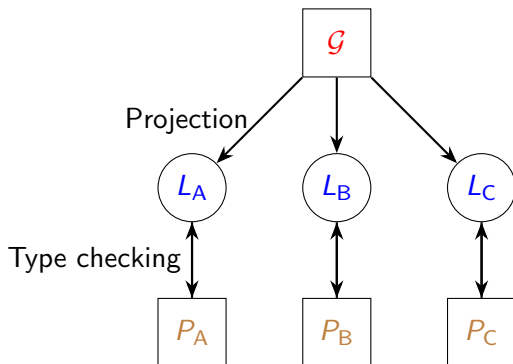 𝒢
Projection
L_A L_B L_C
Type checking
P_A P_B P_C